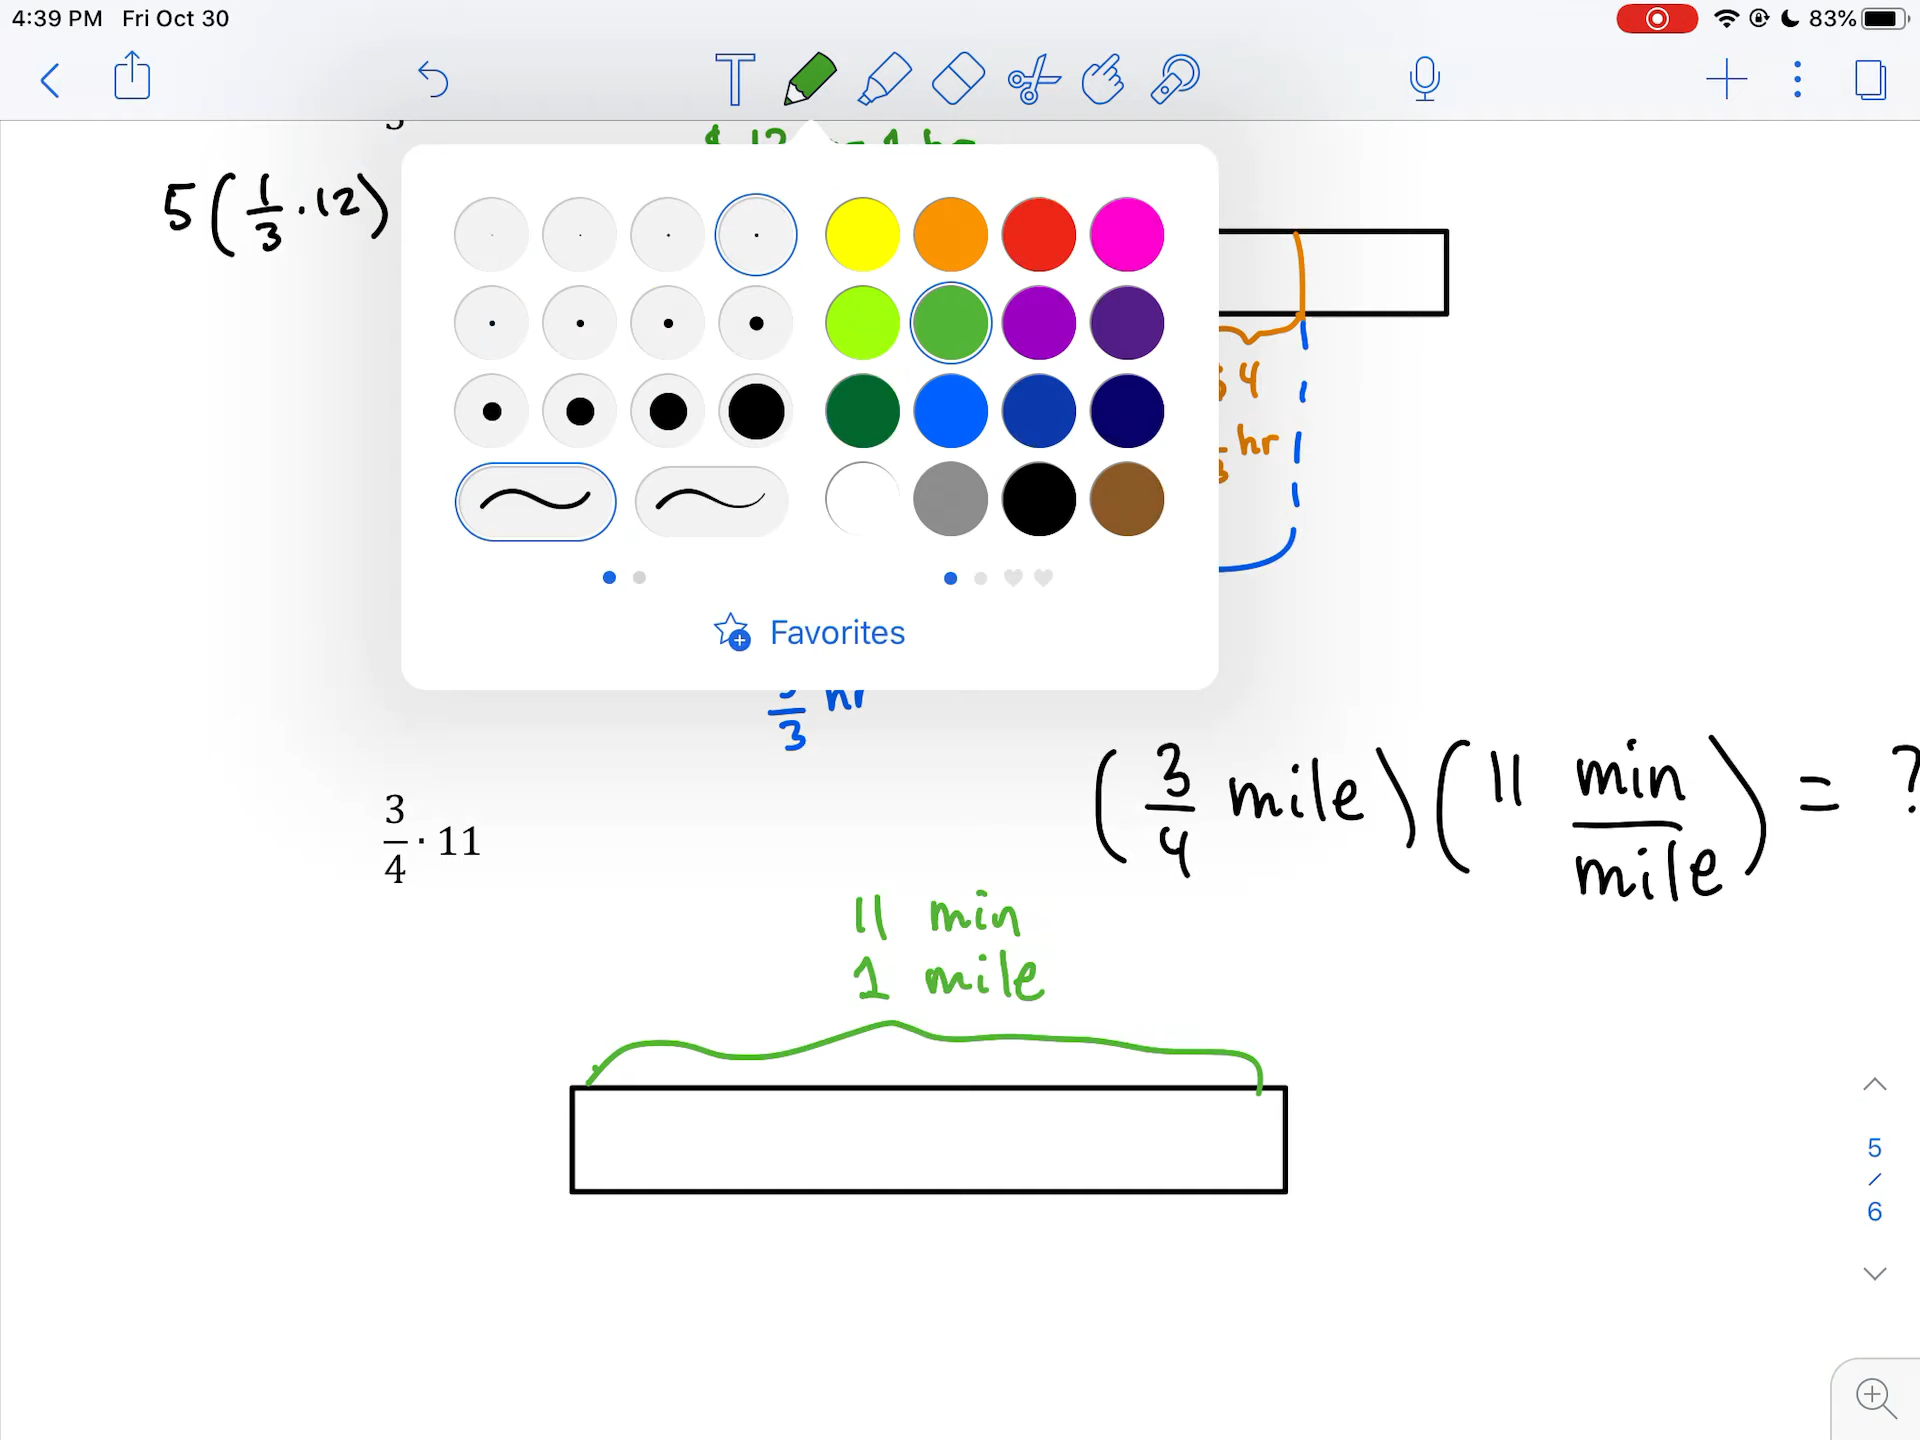 4:39 PM Fri Oct 30
83%
5(1/3 · 12)
4
hr
Favorites
/3 hr
(3/4 mile)(11 min/mile) = ?
3/4 · 11
11 min
1 mile
5
/
6